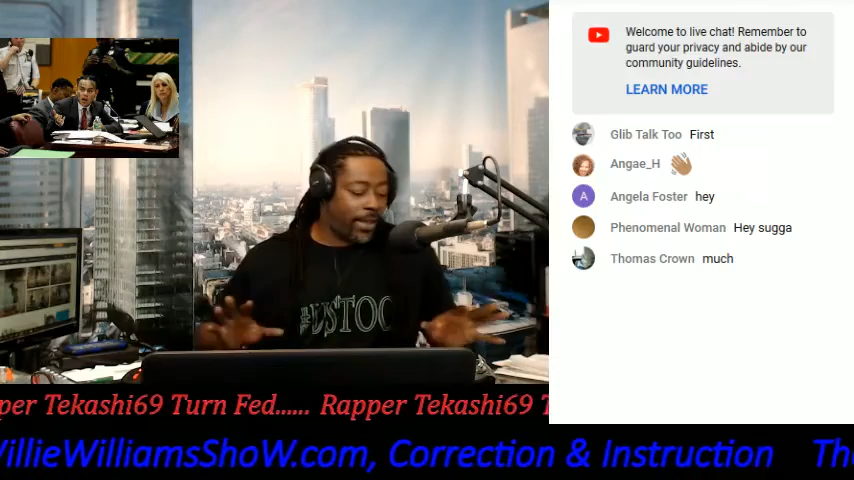 Welcome to live chat! Remember to
guard your privacy and abide by our
community guidelines.
LEARN MORE
Glib Talk Too First
Angae_H
A Angela Foster hey
Phenomenal Woman Hey sugga
Thomas Crown much
#USTOO
per Tekashi69 Turn Fed...... Rapper Tekashi69 T
VillieWilliamsShoW.com, Correction & Instruction The